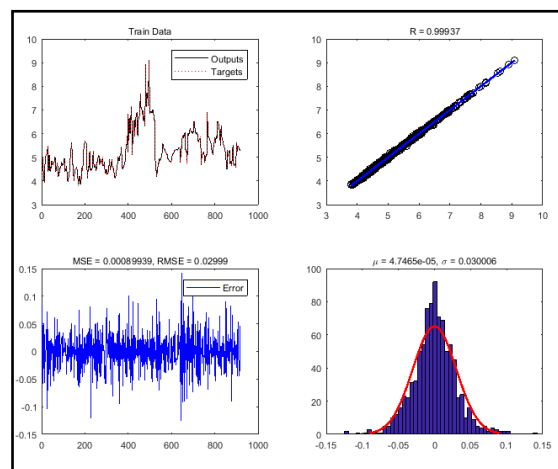 Train Data
10
9
8
7
6
5
4
3
0 200 400 600 800 1000
Outputs
Targets
R = 0.99937
10
9
8
7
6
5
4
3
3 4 5 6 7 8 9 10
MSE = 0.00089939, RMSE = 0.02999
0.15
0.1
0.05
0
-0.05
-0.1
-0.15
0 200 400 600 800 1000
Error
μ = 4.7465e-05, σ = 0.030006
100
80
60
40
20
0
-0.15 -0.1 -0.05 0 0.05 0.1 0.15